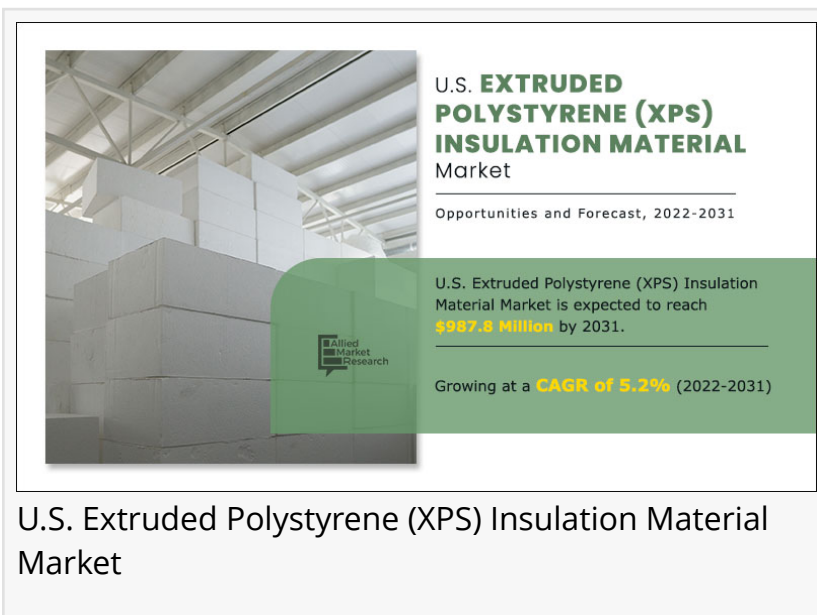 U.S. EXTRUDED
POLYSTYRENE (XPS)
INSULATION MATERIAL
Market
Opportunities and Forecast, 2022-2031
U.S. Extruded Polystyrene (XPS) Insulation
Material Market is expected to reach
$987.8 Million by 2031.
Allied
Market
Research
Growing at a CAGR of 5.2% (2022-2031)
U.S. Extruded Polystyrene (XPS) Insulation Material
Market